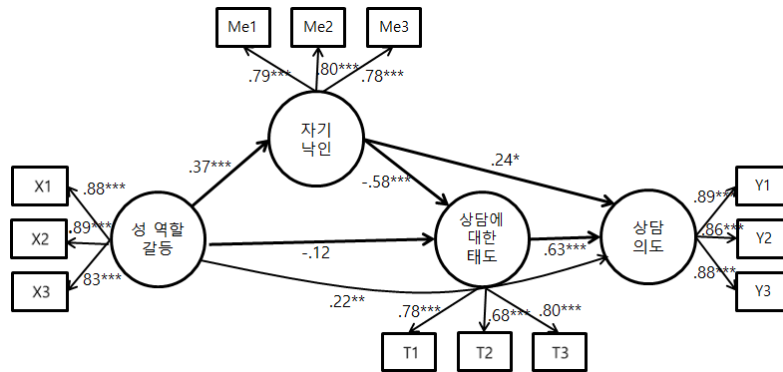 Me1
Me2
Me3
.79***
.80***
.78***
자기
낙인
.37***
.24*
-.58***
X1
X2
X3
.88***
.89***
.83***
성 역할
갈등
-.12
.22**
상담에
대한
태도
.63***
상담
의도
.89***
.86***
.88***
Y1
Y2
Y3
.78***
.68***
.80***
T1
T2
T3